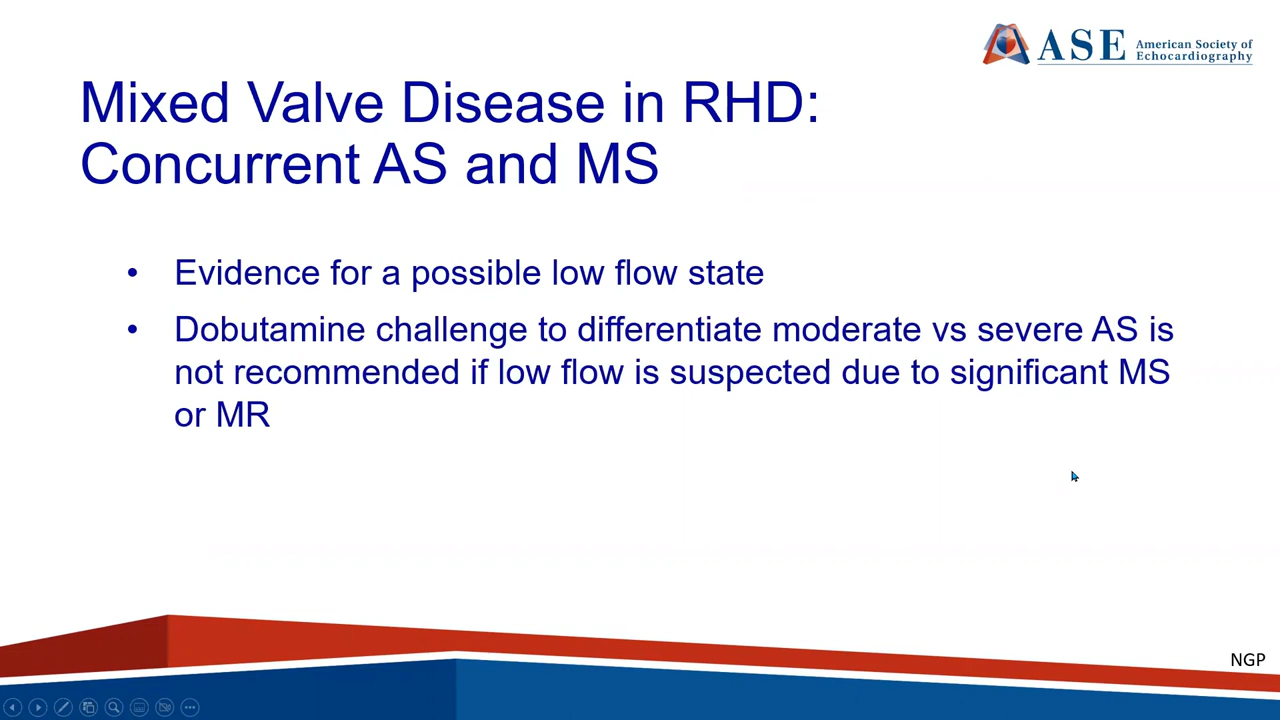 ASE American Society of
Echocardiography
Mixed Valve Disease in RHD:
Concurrent AS and MS
• Evidence for a possible low flow state
• Dobutamine challenge to differentiate moderate vs severe AS is
not recommended if low flow is suspected due to significant MS
or MR
NGP